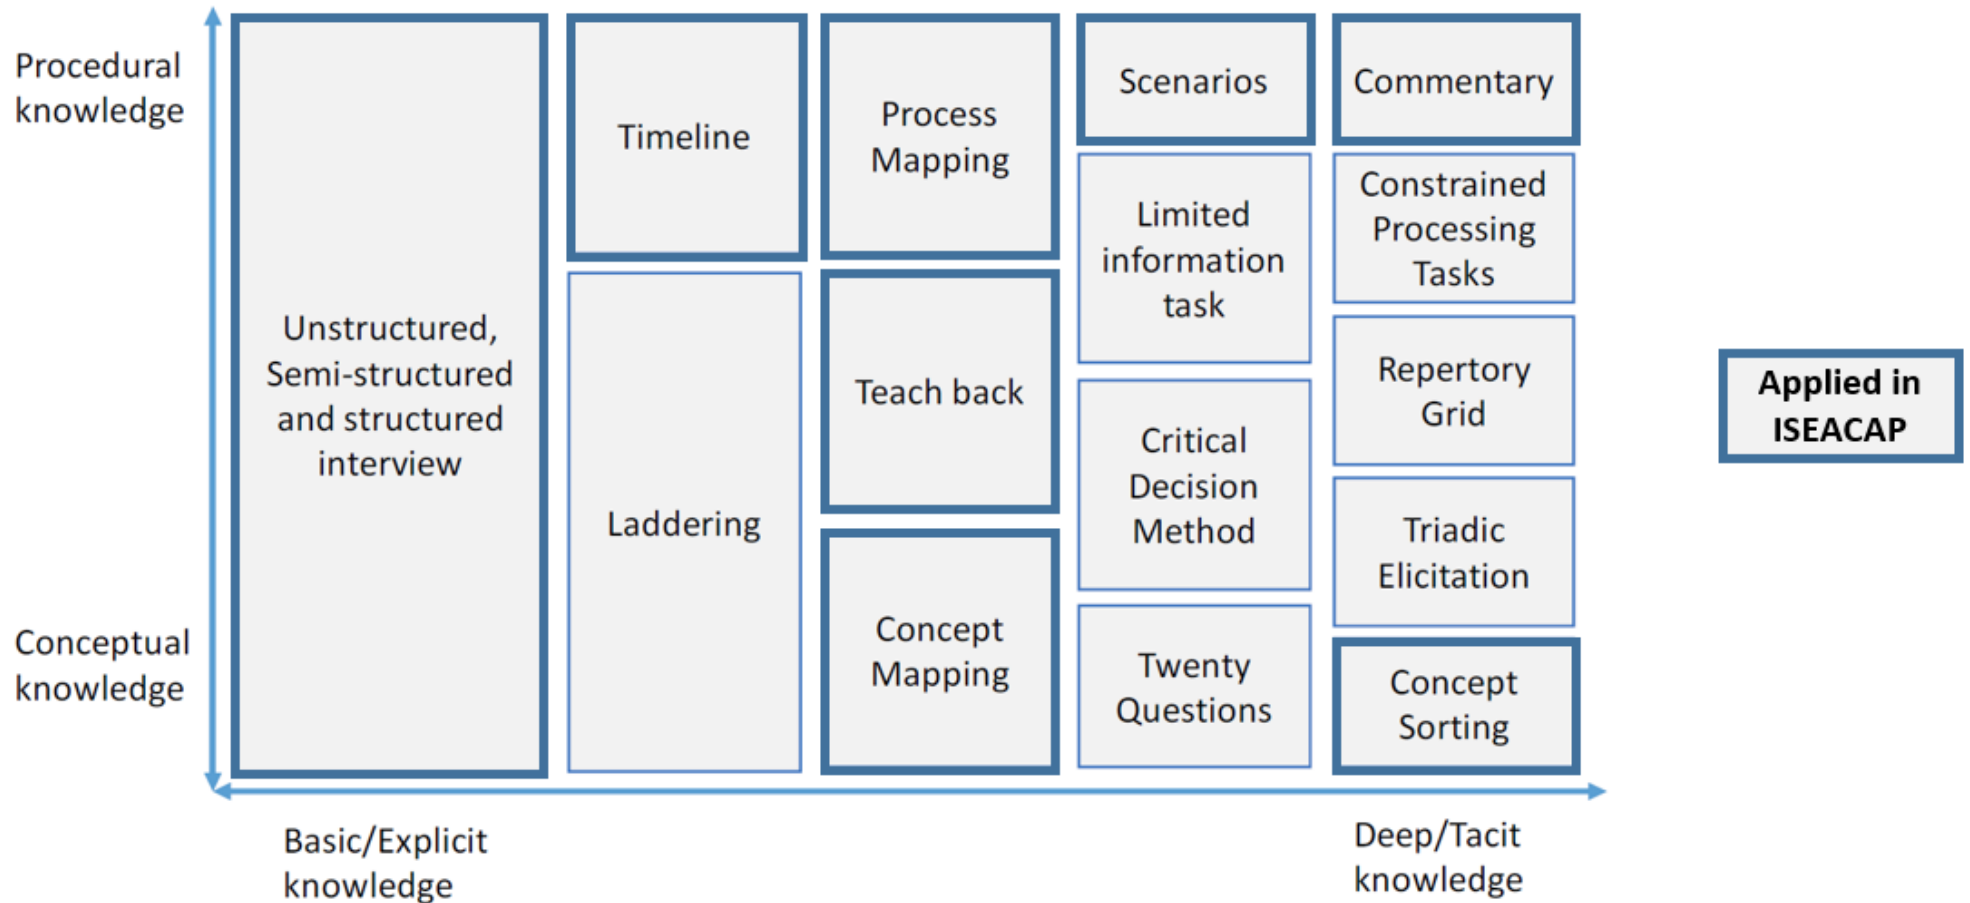 Procedural
knowledge
Unstructured,
Semi-structured
and structured
interview
Timeline
Laddering
Process
Mapping
Teach back
Concept
Mapping
Scenarios
Limited
information
task
Critical
Decision
Method
Twenty
Questions
Commentary
Constrained
Processing
Tasks
Repertory
Grid
Triadic
Elicitation
Concept
Sorting
Applied in
ISEACAP
Conceptual
knowledge
Basic/Explicit
knowledge
Deep/Tacit
knowledge